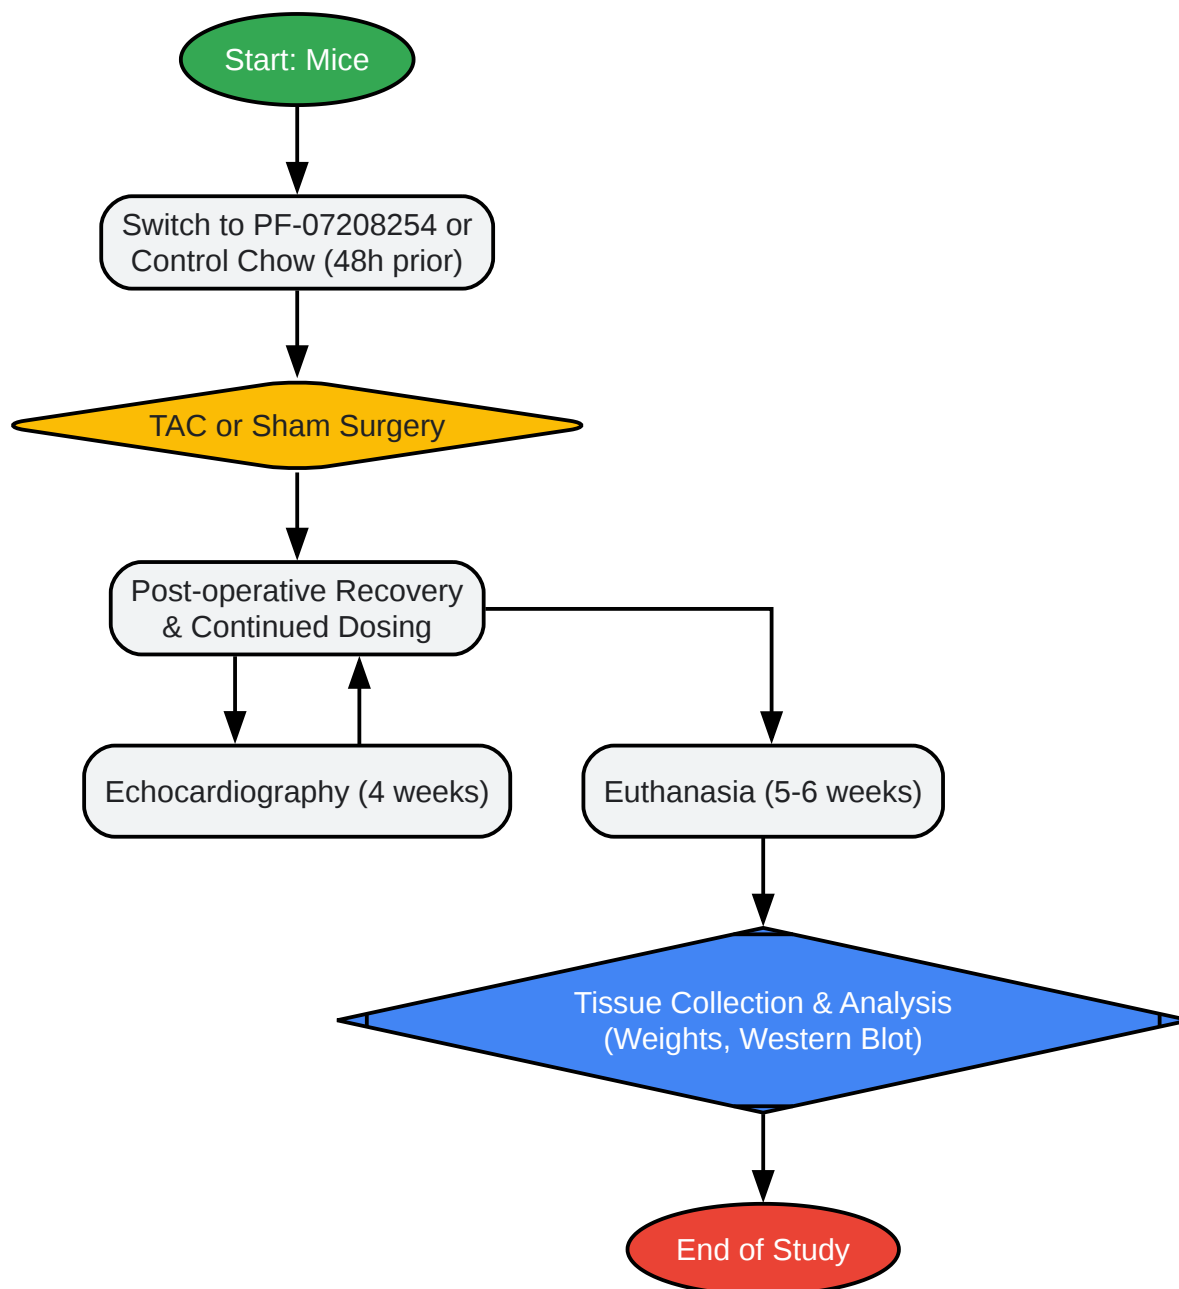 Start: Mice
Switch to PF-07208254 or
Control Chow (48h prior)
TAC or Sham Surgery
Post-operative Recovery
& Continued Dosing
Echocardiography (4 weeks)
Euthanasia (5-6 weeks)
Tissue Collection & Analysis
(Weights, Western Blot)
End of Study